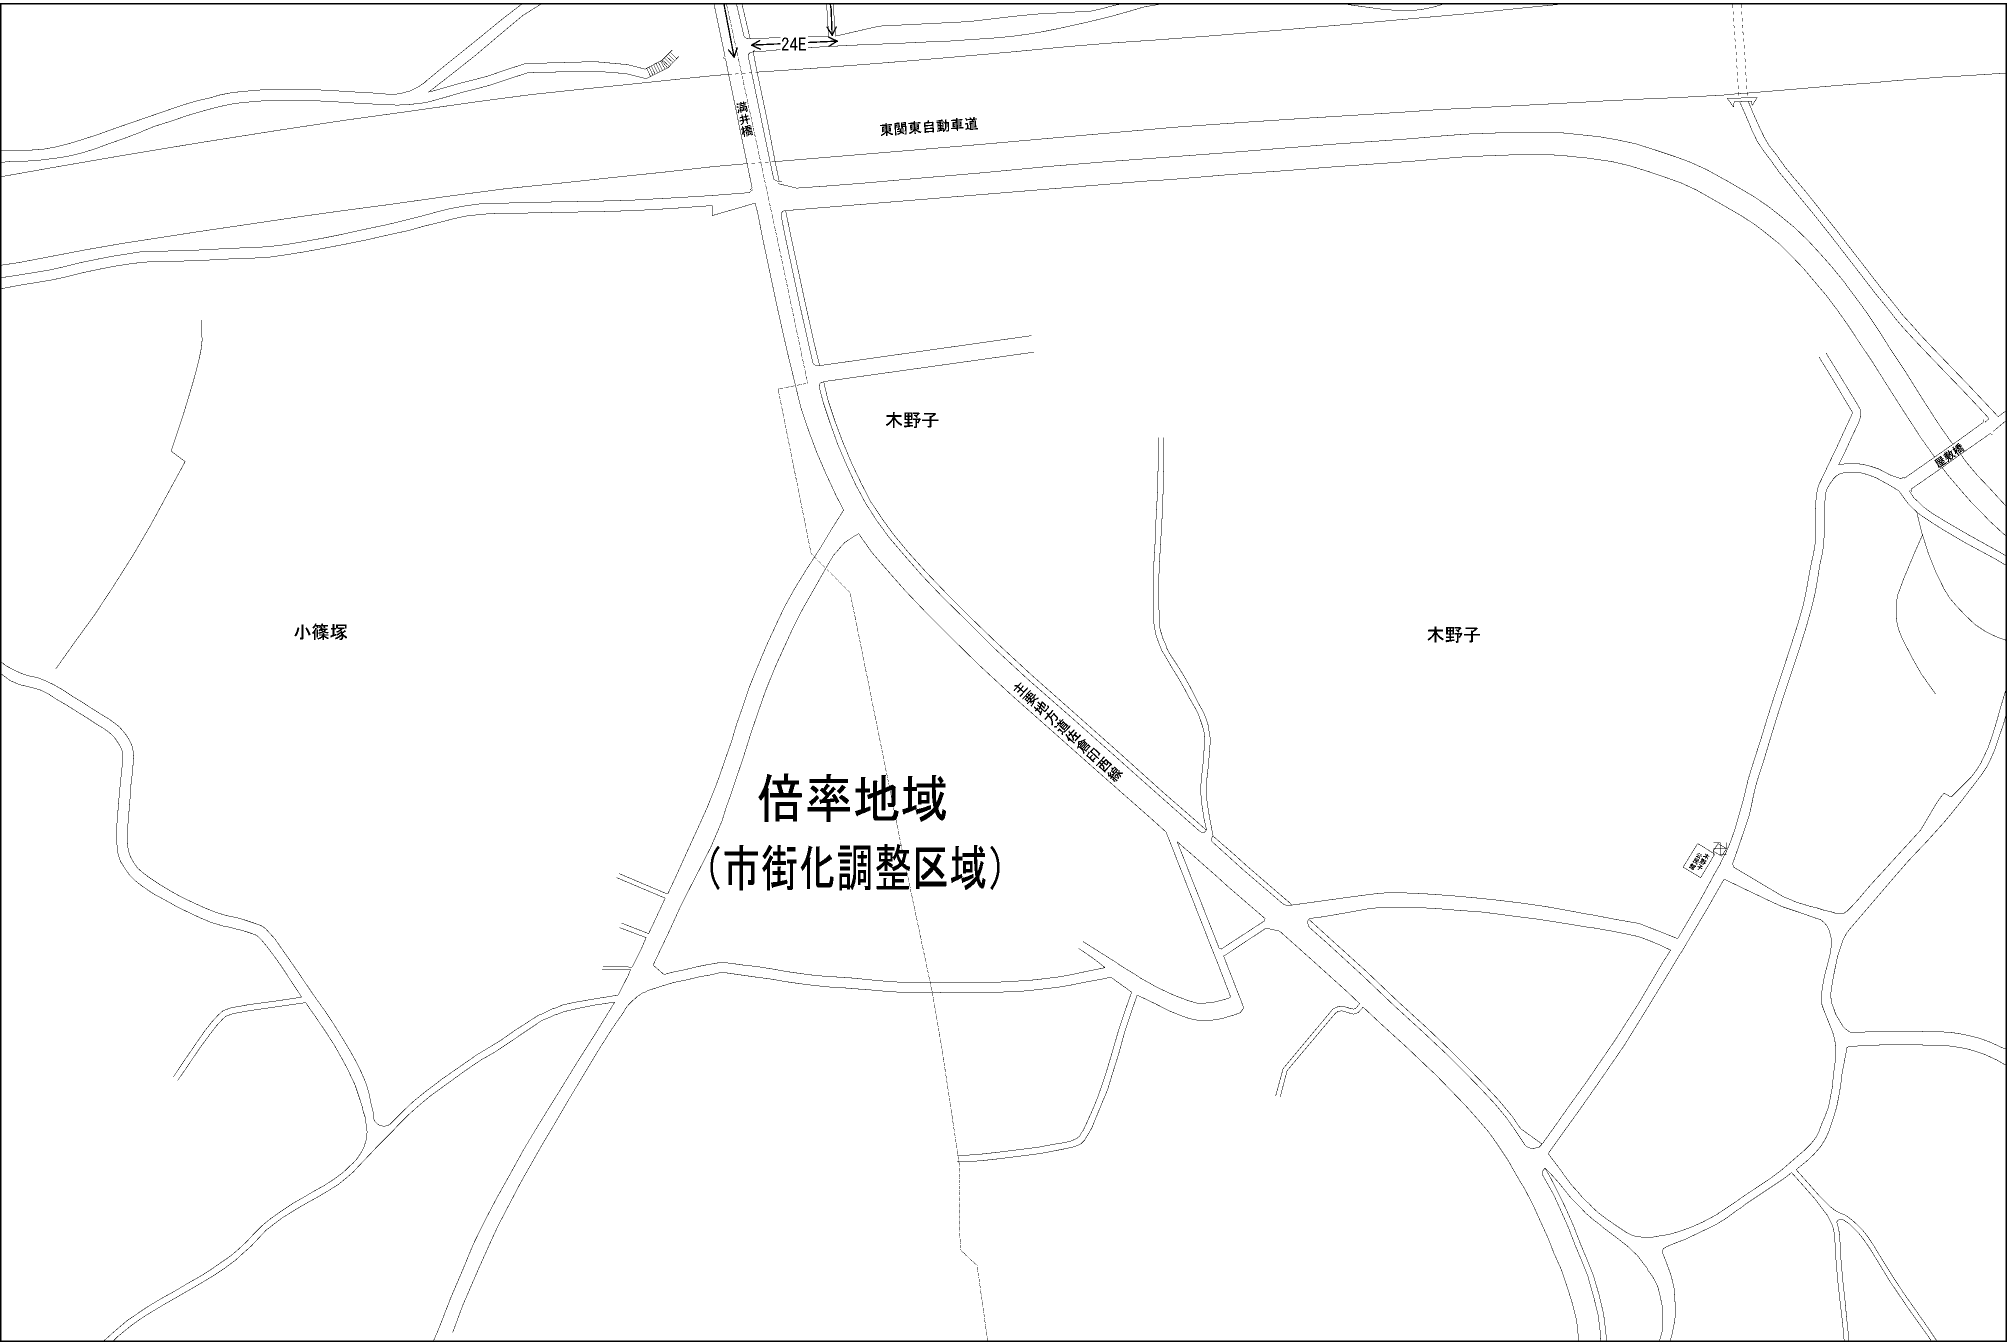 24E
満井橋
東関東自動車道
木野子
屋敷橋
小篠塚
木野子
主要地方道佐倉印西線
倍率地域
（市街化調整区域）